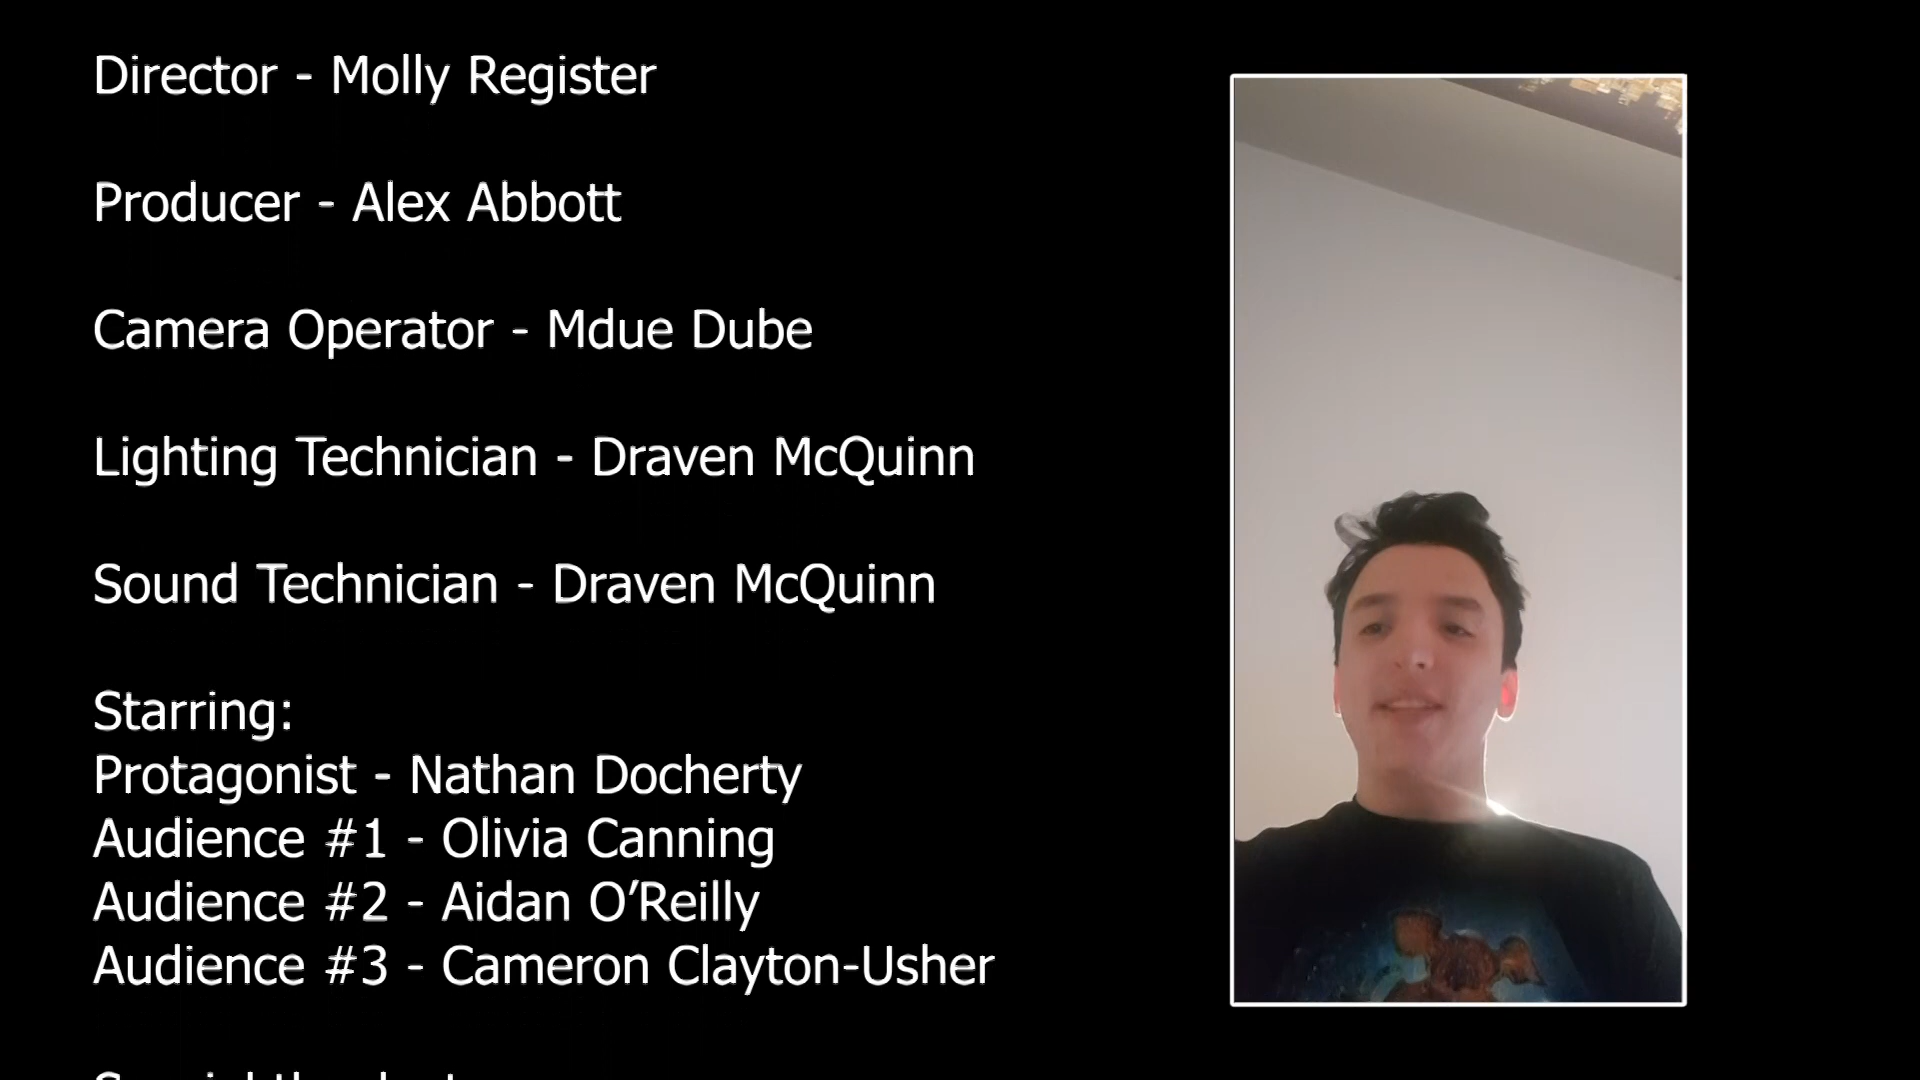 Director - Molly Register
Producer - Alex Abbott
Camera Operator - Mdue Dube
Lighting Technician - Draven McQuinn
Sound Technician - Draven McQuinn
Starring:
Protagonist - Nathan Docherty
Audience #1 - Olivia Canning
Audience #2 - Aidan O’Reilly
Audience #3 - Cameron Clayton-Usher